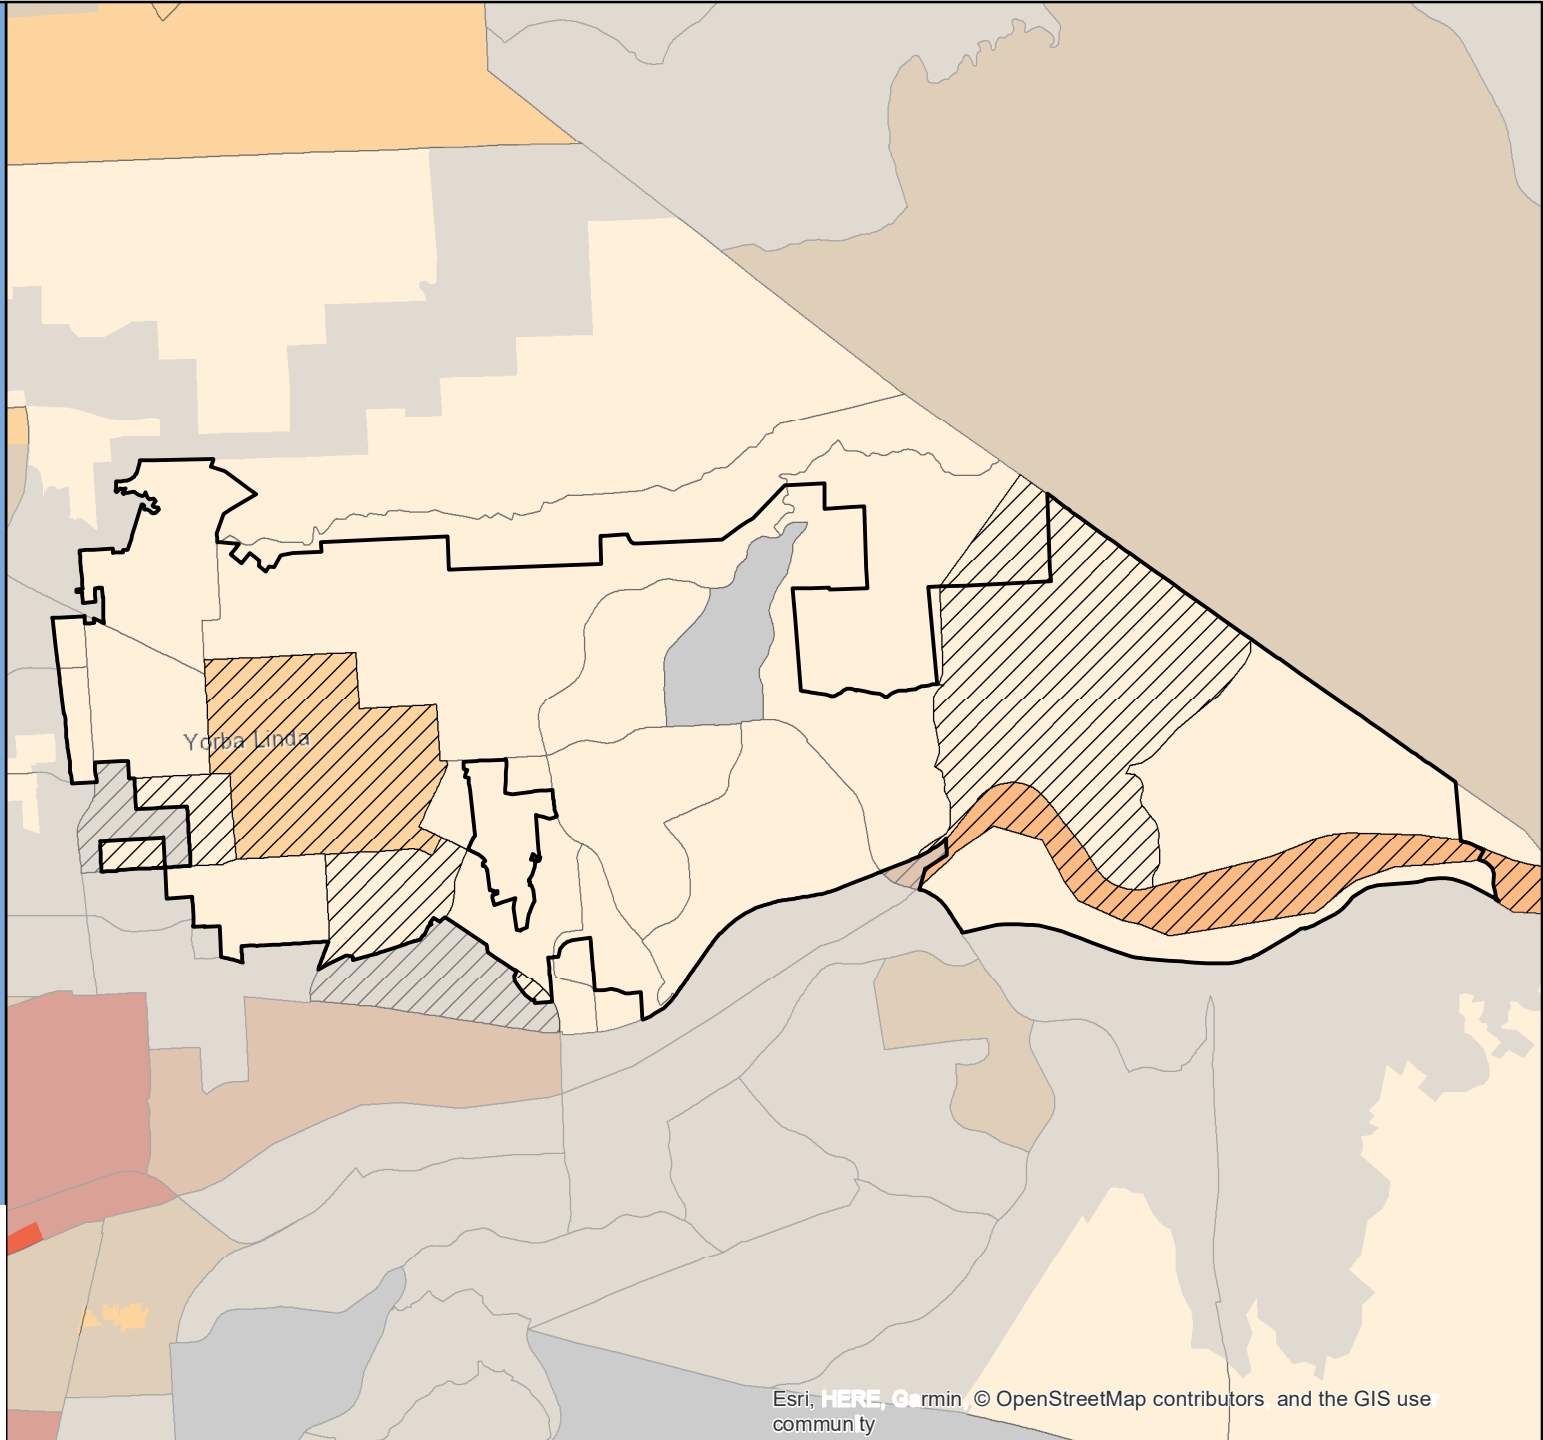 Yorba Linda
Esri, HERE, Garmin, © OpenStreetMap contributors, and the GIS user
community